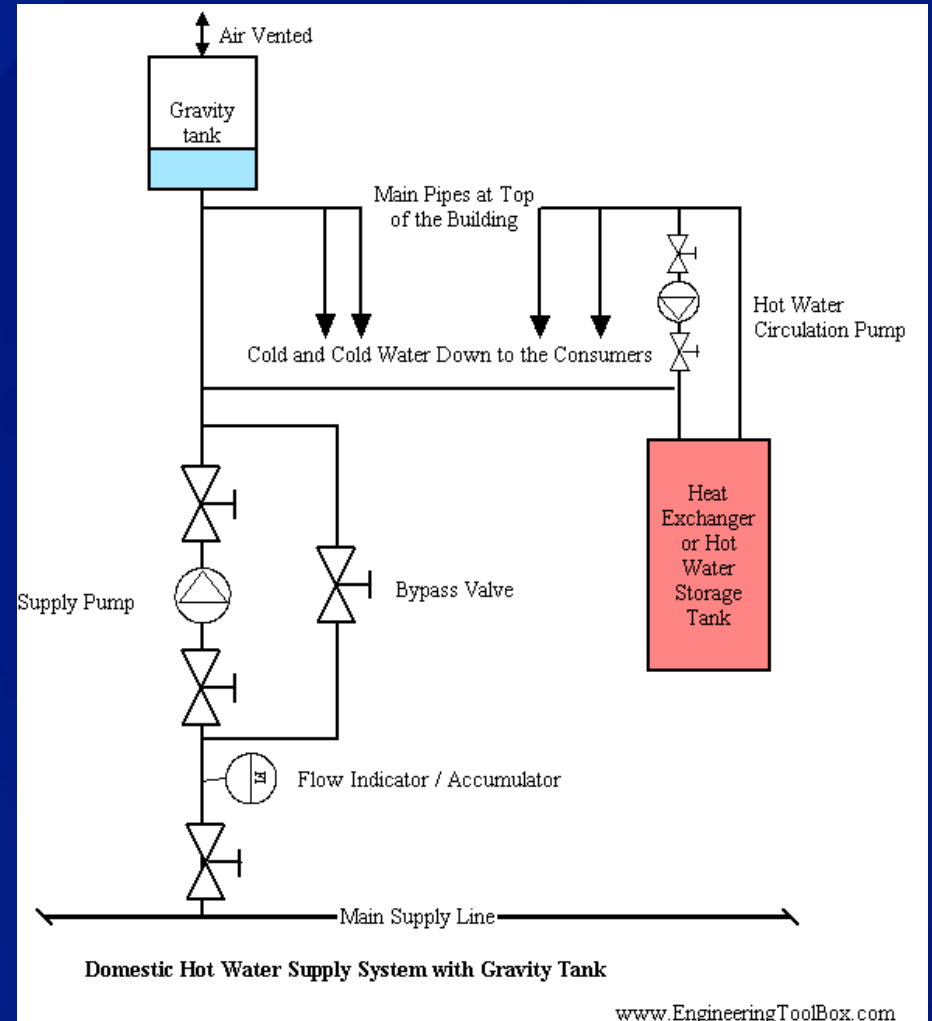 Air Vented
Gravity
tank
Main Pipes at Top
of the Building
Hot Water
Circulation Pump
Cold and Cold Water Down to the Consumers
Heat
Exchanger
or Hot
Water
Storage
Tank
Supply Pump
Bypass Valve
Flow Indicator / Accumulator
Main Supply Line
Domestic Hot Water Supply System with Gravity Tank
www.EngineeringToolBox.com